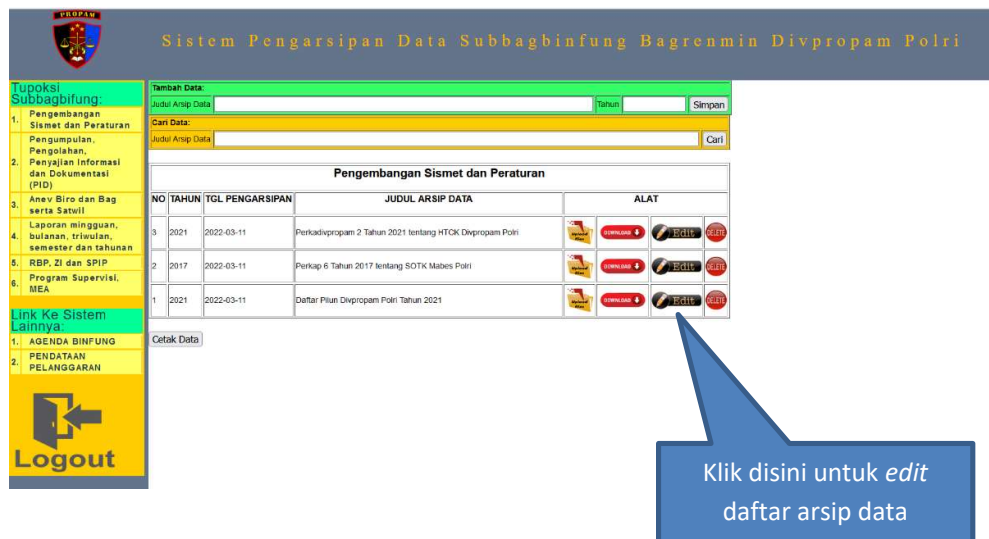 PROPAM
Sistem Pengarsipan Data Subbagbinfung Bagrenmin Divpropam Polri
Tupoksi
Subbagbifung:
1. Pengembangan
Sismet dan Peraturan
2. Pengumpulan,
Pengolahan,
Penyajian Informasi
dan Dokumentasi
(PID)
3. Anev Biro dan Bag
serta Satwil
4. Laporan mingguan,
bulanan, triwulan,
semester dan tahunan
5. RBP, ZI dan SPIP
6. Program Supervisi,
MEA
Link Ke Sistem
Lainnya:
1. AGENDA BINFUNG
2. PENDATAAN
PELANGGARAN
Logout
Tambah Data:
Judul Arsip Data Tahun Simpan
Cari Data:
Judul Arsip Data Cari
Pengembangan Sismet dan Peraturan
NO TAHUN TGL PENGARSIPAN JUDUL ARSIP DATA ALAT
3 2021 2022-03-11 Perkadivpropam 2 Tahun 2021 tentang HTCK Divpropam Polri Upload files DOWNLOAD Edit DELETE
2 2017 2022-03-11 Perkap 6 Tahun 2017 tentang SOTK Mabes Polri Upload files DOWNLOAD Edit DELETE
1 2021 2022-03-11 Daftar Pilun Divpropam Polri Tahun 2021 Upload files DOWNLOAD Edit DELETE
Cetak Data
Klik disini untuk edit
daftar arsip data